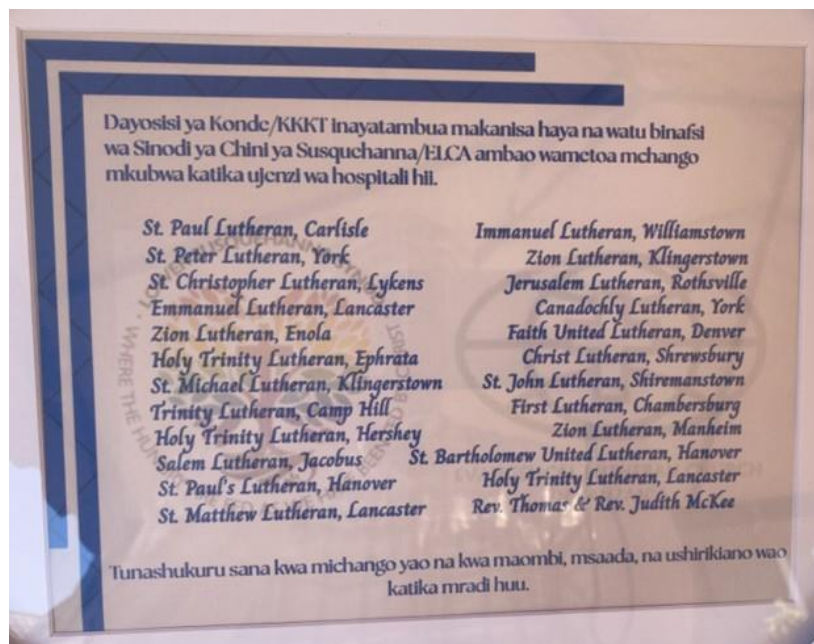 Dayosisi ya Konde/KKKT inayatambua makanisa haya na watu binafsi
wa Sinodi ya Chini ya Susquehanna/ELCA ambao wametoa mchango
mkubwa katika ujenzi wa hospitali hii.
St. Paul Lutheran, Carlisle
St. Peter Lutheran, York
St. Christopher Lutheran, Lykens
Emmanuel Lutheran, Lancaster
Zion Lutheran, Enola
Holy Trinity Lutheran, Ephrata
St. Michael Lutheran, Klingerstown
Trinity Lutheran, Camp Hill
Holy Trinity Lutheran, Hershey
Salem Lutheran, Jacobus
St. Paul's Lutheran, Hanover
St. Matthew Lutheran, Lancaster
Immanuel Lutheran, Williamstown
Zion Lutheran, Klingerstown
Jerusalem Lutheran, Rothsville
Canadochly Lutheran, York
Faith United Lutheran, Denver
Christ Lutheran, Shrewsbury
St. John Lutheran, Shiremanstown
First Lutheran, Chambersburg
Zion Lutheran, Manheim
St. Bartholomew United Lutheran, Hanover
Holy Trinity Lutheran, Lancaster
Rev. Thomas & Rev. Judith McKee
Tunashukuru sana kwa michango yao na kwa maombi, msaada, na ushirikiano wao
katika mradi huu.